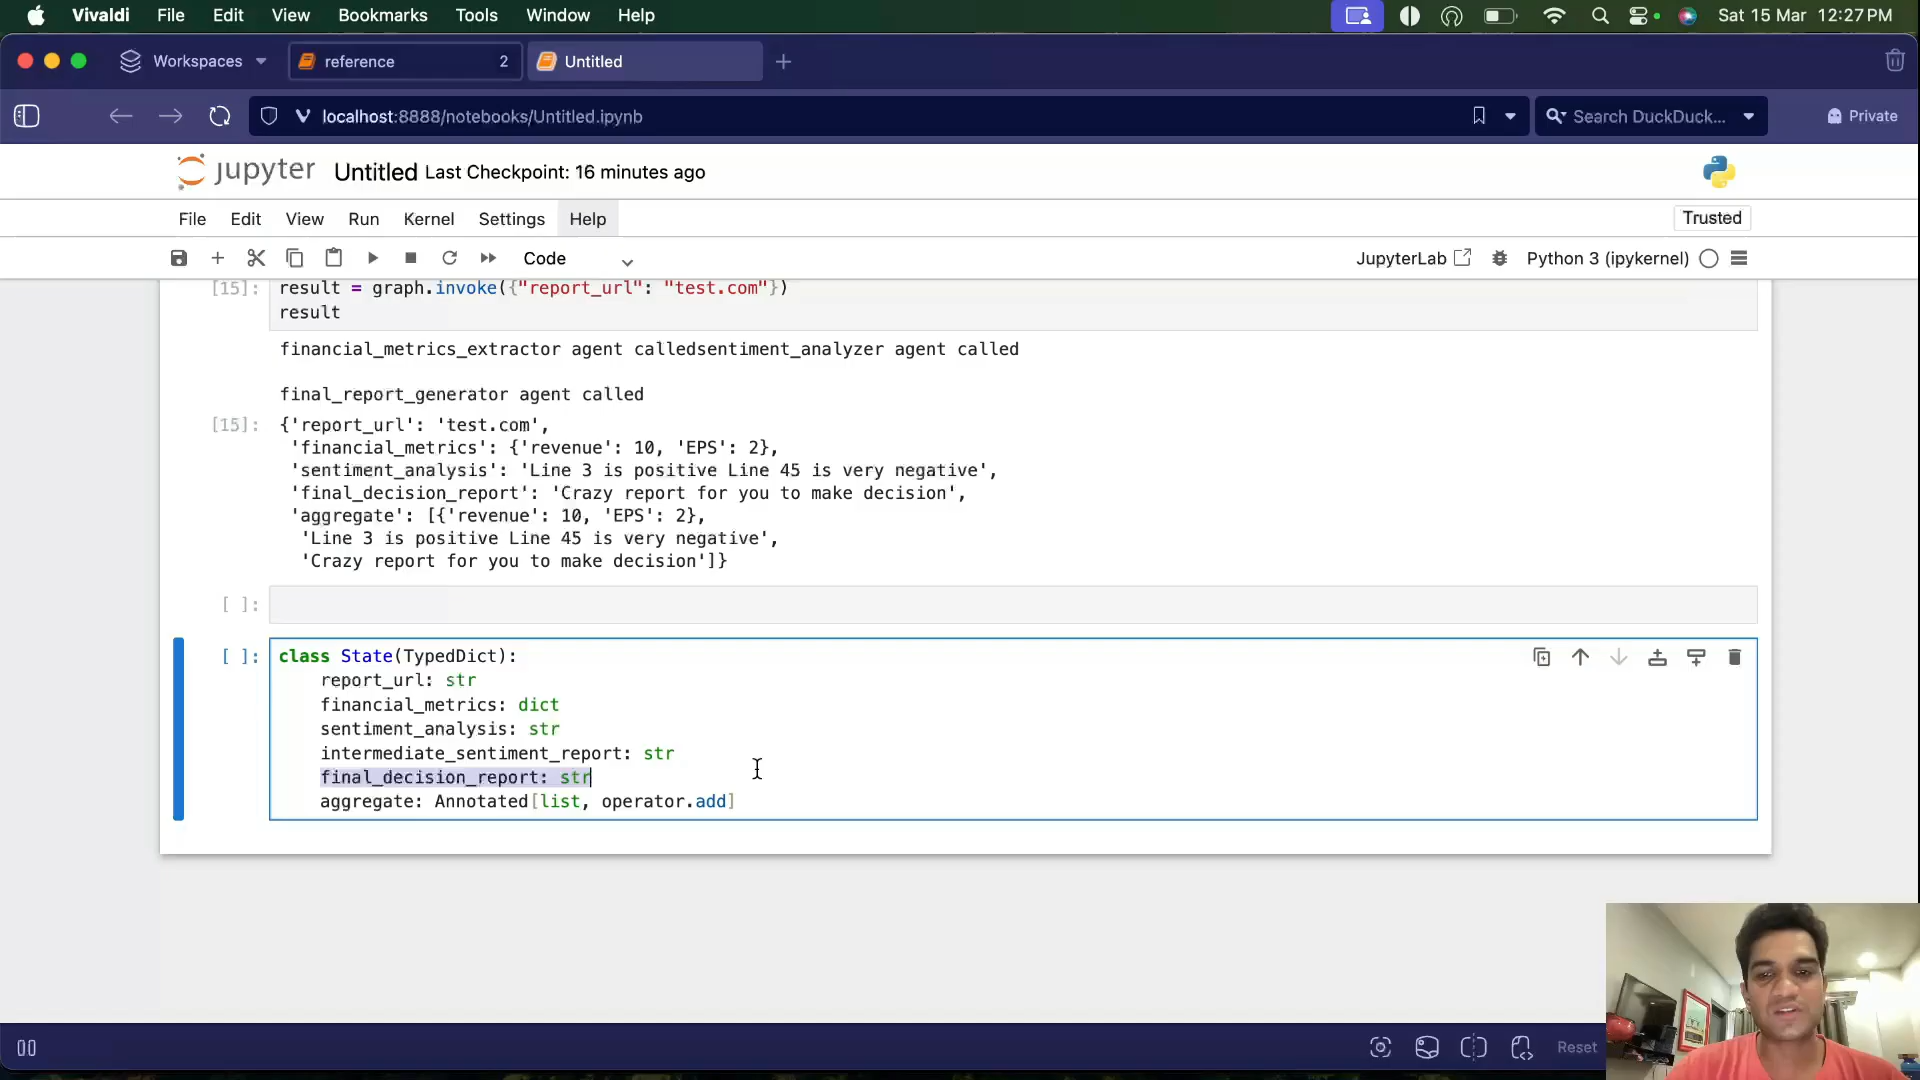 Vivaldi File Edit View Bookmarks Tools Window Help Sat 15 Mar 12:27 PM
Workspaces reference 2 Untitled
localhost:8888/notebooks/Untitled.ipynb Search DuckDuck... Private
jupyter Untitled Last Checkpoint: 16 minutes ago
File Edit View Run Kernel Settings Help Trusted
Code JupyterLab Python 3 (ipykernel)
[15]: result = graph.invoke({"report_url": "test.com"})
result
financial_metrics_extractor agent calledsentiment_analyzer agent called
final_report_generator agent called
[15]: {'report_url': 'test.com',
'financial_metrics': {'revenue': 10, 'EPS': 2},
'sentiment_analysis': 'Line 3 is positive Line 45 is very negative',
'final_decision_report': 'Crazy report for you to make decision',
'aggregate': [{'revenue': 10, 'EPS': 2},
'Line 3 is positive Line 45 is very negative',
'Crazy report for you to make decision']}
[ ]:
[ ]: class State(TypedDict):
report_url: str
financial_metrics: dict
sentiment_analysis: str
intermediate_sentiment_report: str
final_decision_report: str
aggregate: Annotated[list, operator.add]
Reset